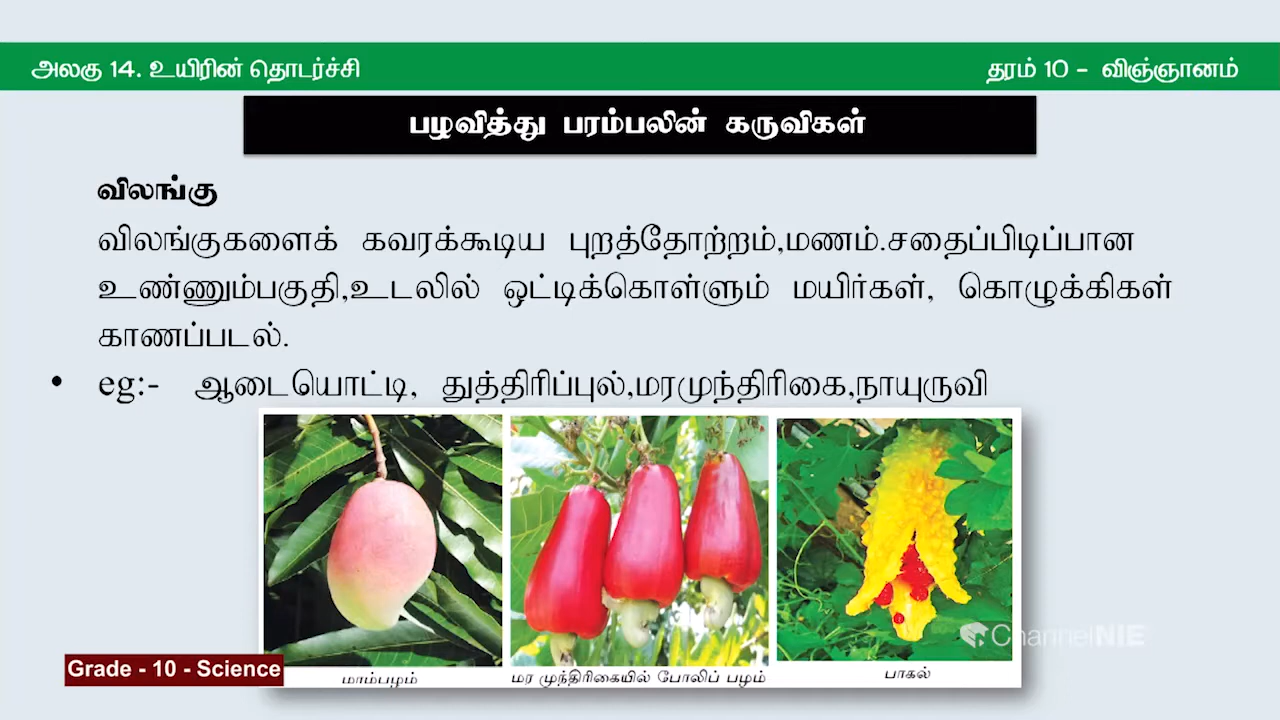 அலகு 14. உயிரின் தொடர்ச்சி
தரம் 10 - விஞ்ஞானம்
பழவித்து பரம்பலின் கருவிகள்
விலங்கு
விலங்குகளைக் கவரக்கூடிய புறத்தோற்றம்,மணம்.சதைப்பிடிப்பான
உண்ணும்பகுதி,உடலில் ஒட்டிக்கொள்ளும் மயிர்கள், கொழுக்கிகள்
காணப்படல்.
• eg:- ஆடையொட்டி, துத்திரிப்புல்,மரமுந்திரிகை,நாயுருவி
ChannelNIE
Grade - 10 - Science
மாம்பழம்
மர முந்திரிகையில் போலிப் பழம்
பாகல்